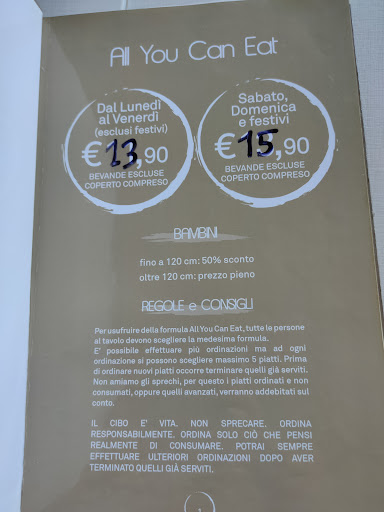 All You Can Eat
Dal Lunedì
al Venerdì
(esclusi festivi)
€13,90
BEVANDE ESCLUSE
COPERTO COMPRESO
Sabato,
Domenica
e festivi
€15,90
BEVANDE ESCLUSE
COPERTO COMPRESO
BAMBINI
fino a 120 cm: 50% sconto
oltre 120 cm: prezzo pieno
REGOLE e CONSIGLI
Per usufruire della formula All You Can Eat, tutte le persone
al tavolo devono scegliere la medesima formula.
E' possibile effettuare più ordinazioni ma ad ogni
ordinazione si possono scegliere massimo 5 piatti. Prima
di ordinare nuovi piatti occorre terminare quelli già serviti.
Non amiamo gli sprechi, per questo i piatti ordinati e non
consumati, oppure quelli avanzati, verranno addebitati sul
conto.
IL CIBO E' VITA. NON SPRECARE, ORDINA
RESPONSABILMENTE. ORDINA SOLO CIÒ CHE PENSI
REALMENTE DI CONSUMARE, POTRAI SEMPRE
EFFETTUARE ULTERIORI ORDINAZIONI DOPO AVER
TERMINATO QUELLI GIÀ SERVITI.
1